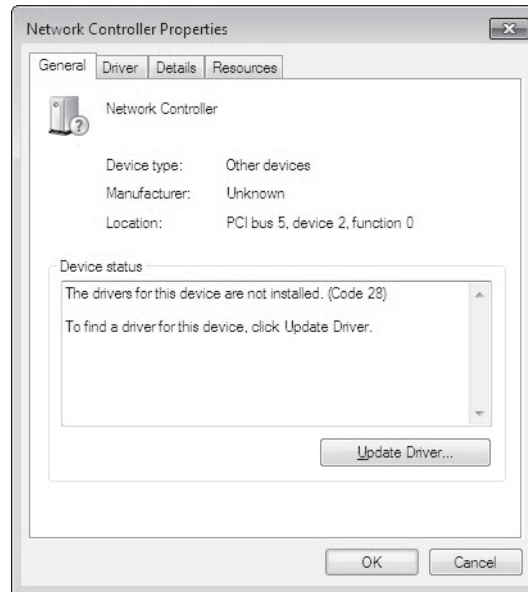 Network Controller Properties
General Driver Details Resources
Network Controller
Device type: Other devices
Manufacturer: Unknown
Location: PCI bus 5, device 2, function 0
Device status
The drivers for this device are not installed. (Code 28)
To find a driver for this device, click Update Driver.
Update Driver...
OK Cancel